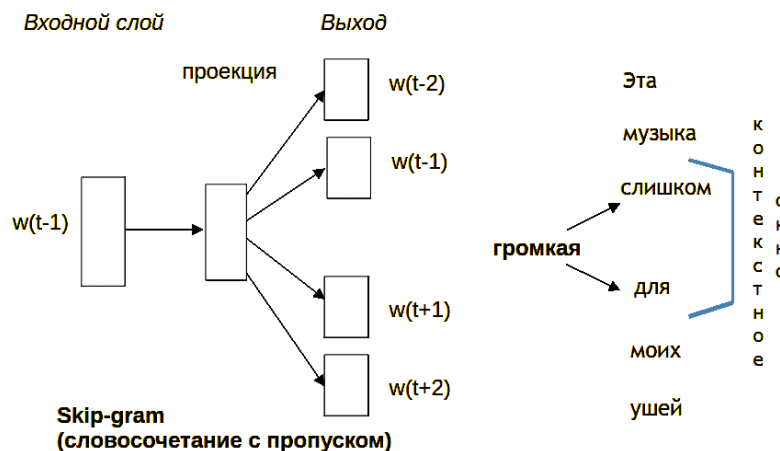 Входной слой
Выход
проекция
w(t-2)
w(t-1)
w(t-1)
w(t+1)
w(t+2)
Skip-gram
(словосочетание с пропуском)
Эта
музыка
слишком
громкая
для
моих
ушей
контекстное
окно